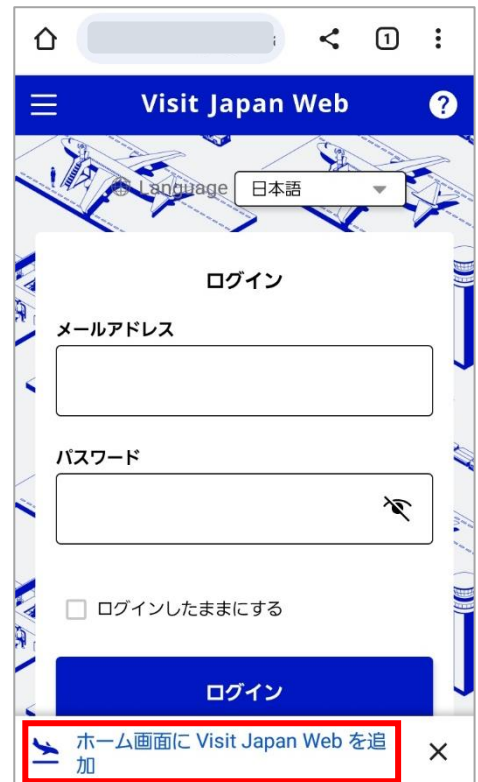 1
Visit Japan Web
?
Language 日本語
ログイン
メールアドレス
パスワード
ログインしたままにする
ログイン
ホーム画面に Visit Japan Web を追
加